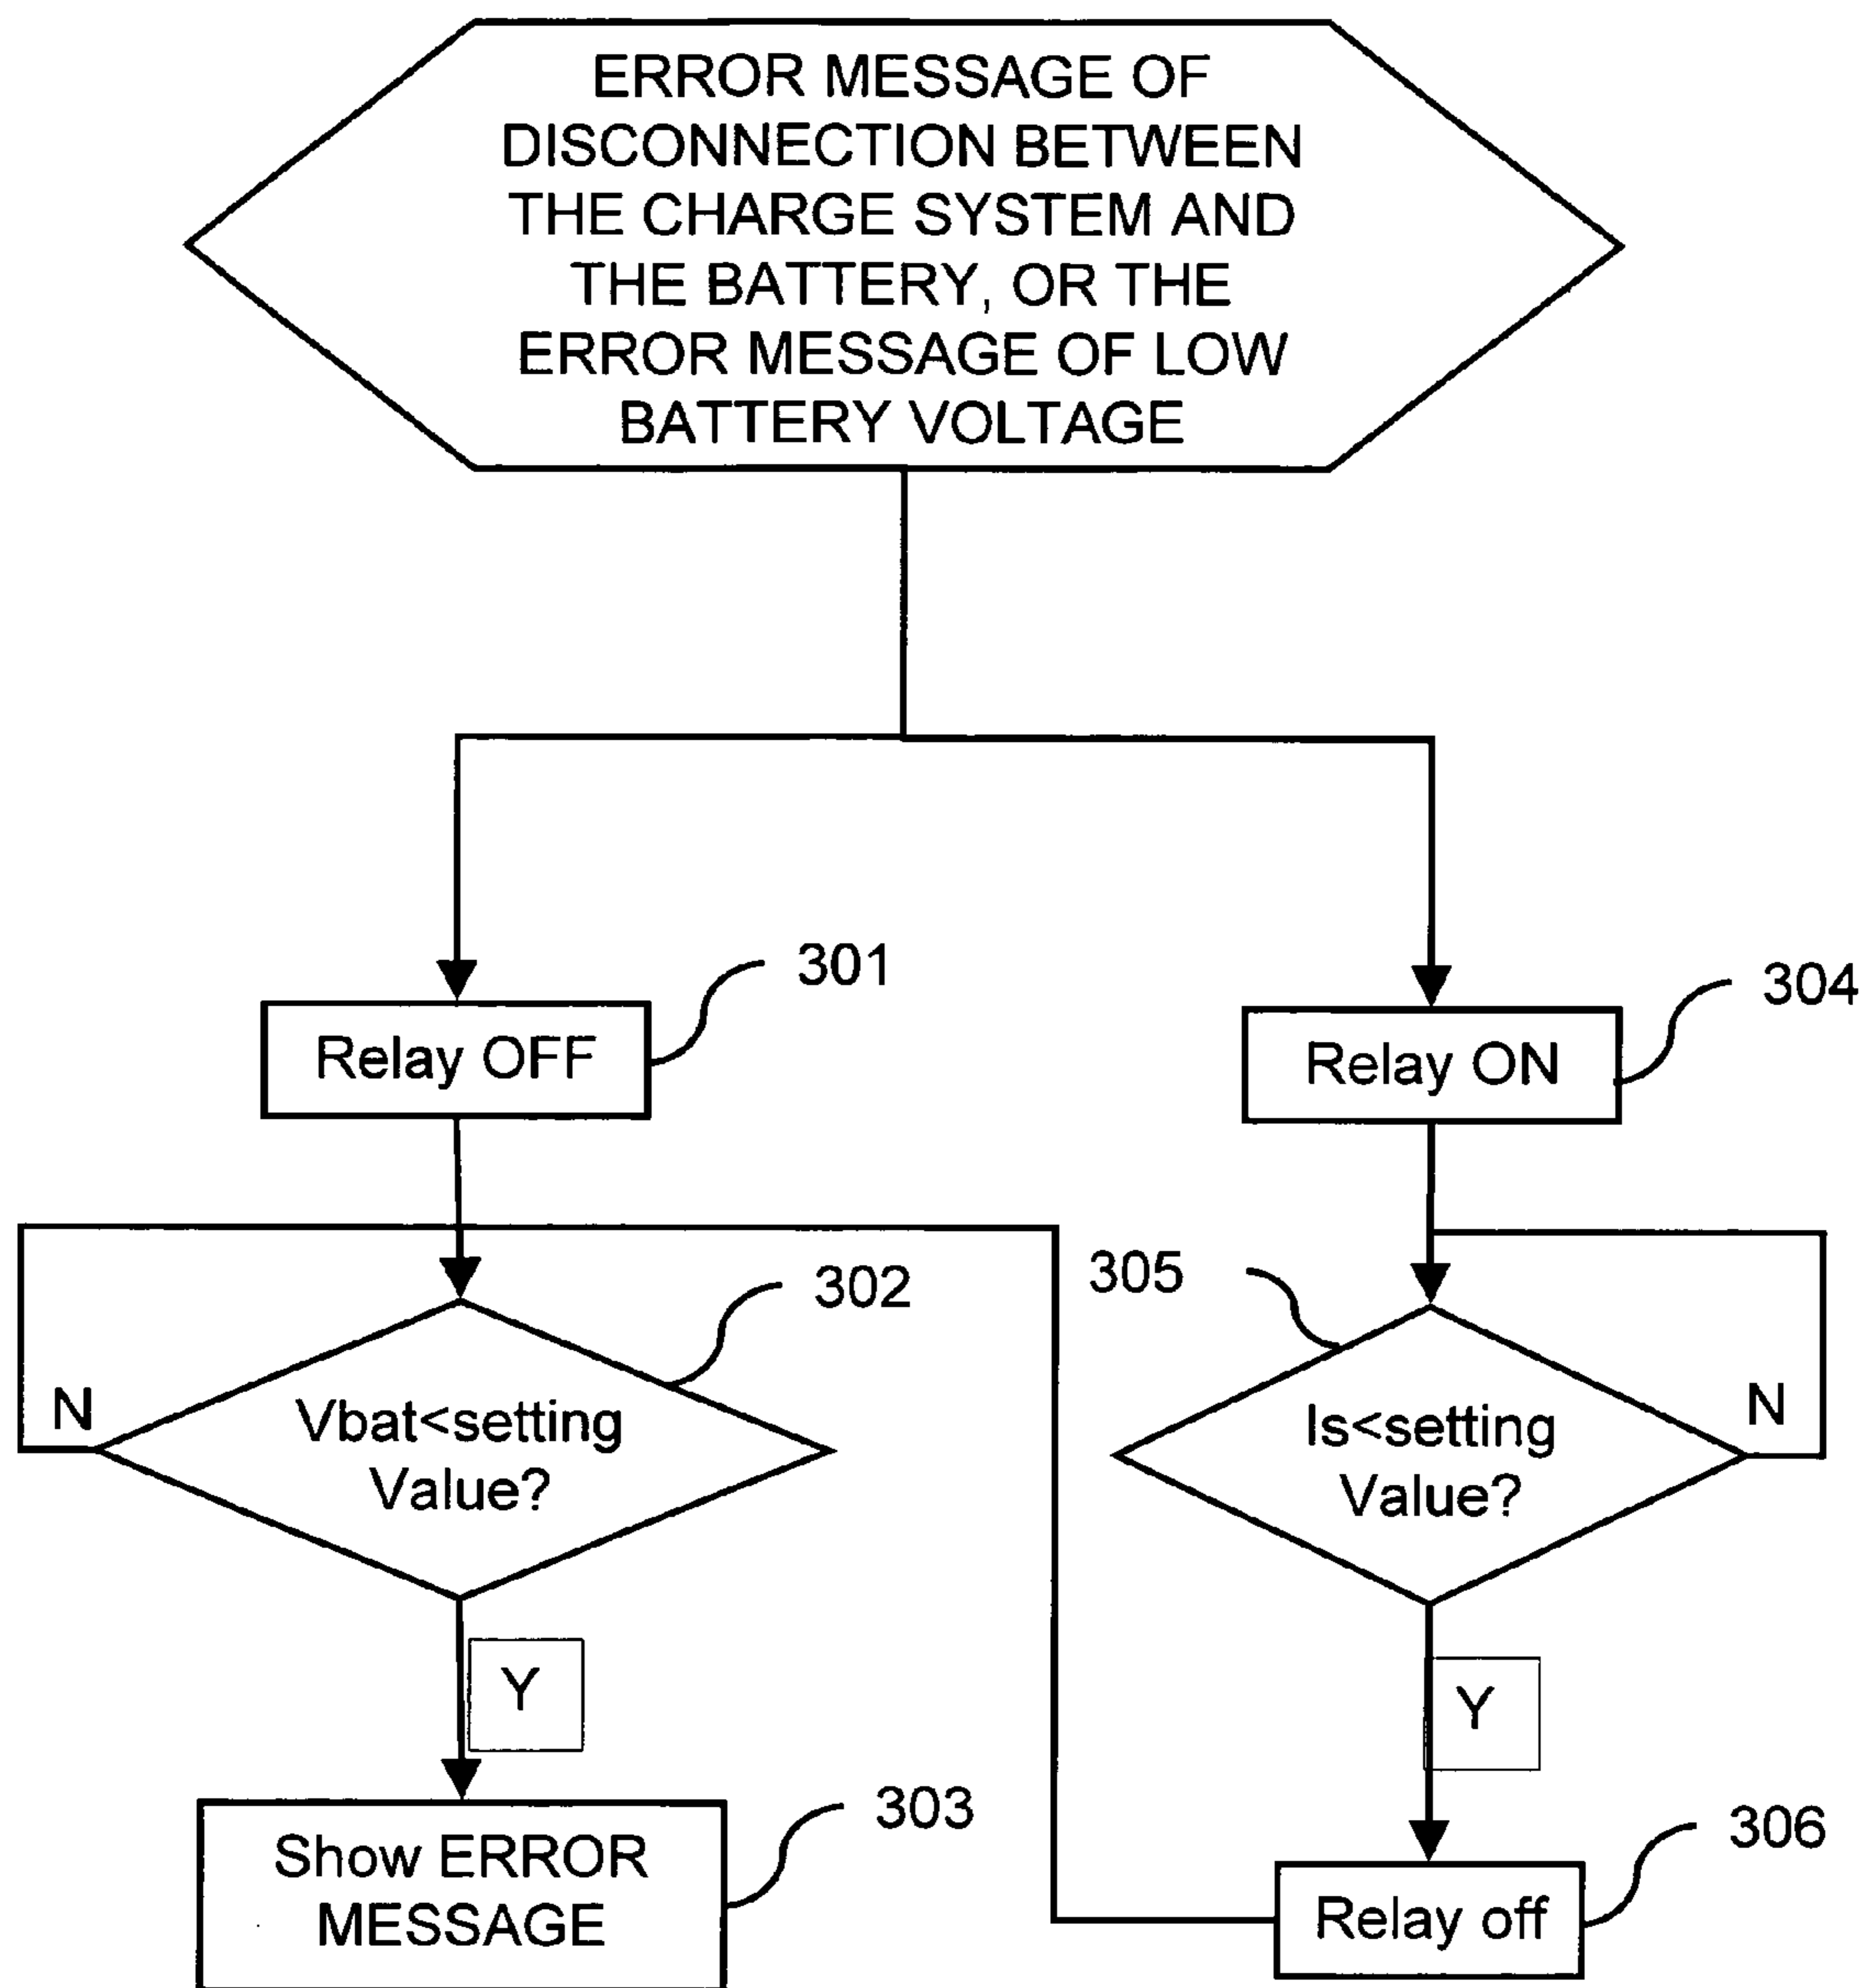 ERROR MESSAGE OF
DISCONNECTION BETWEEN
THE CHARGE SYSTEM AND
THE BATTERY, OR THE
ERROR MESSAGE OF LOW
BATTERY VOLTAGE
301
Relay OFF
304
Relay ON
302
N
Vbat<setting
Value?
305
N
Is<setting
Value?
Y
Y
303
Show ERROR
MESSAGE
306
Relay off